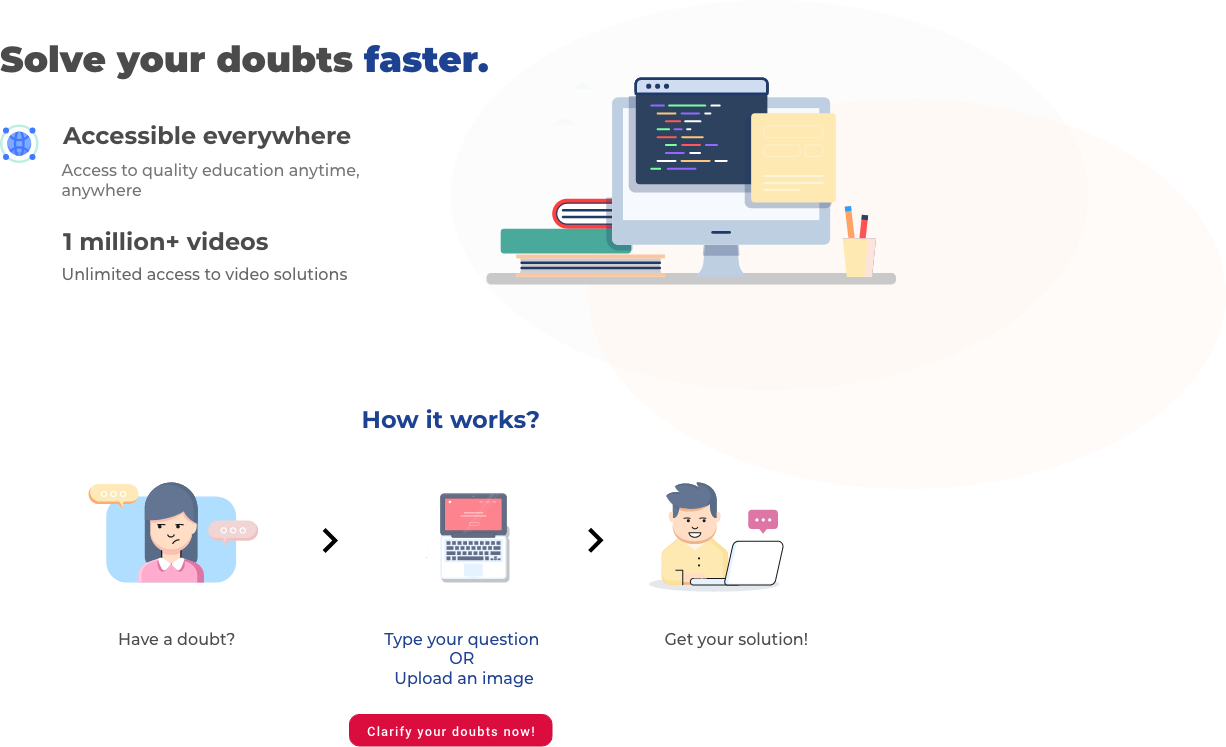 Solve your doubts faster.
Accessible everywhere
Access to quality education anytime,
anywhere
1 million+ videos
Unlimited access to video solutions
How it works?
Have a doubt?
Type your question
OR
Upload an image
Get your solution!
Clarify your doubts now!